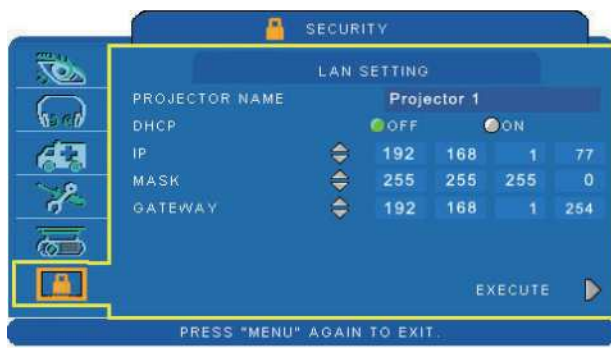 SECURITY
LAN SETTING
PROJECTOR NAME Projector 1
DHCP OFF ON
IP 192 168 1 77
MASK 255 255 255 0
GATEWAY 192 168 1 254
EXECUTE
PRESS "MENU" AGAIN TO EXIT.